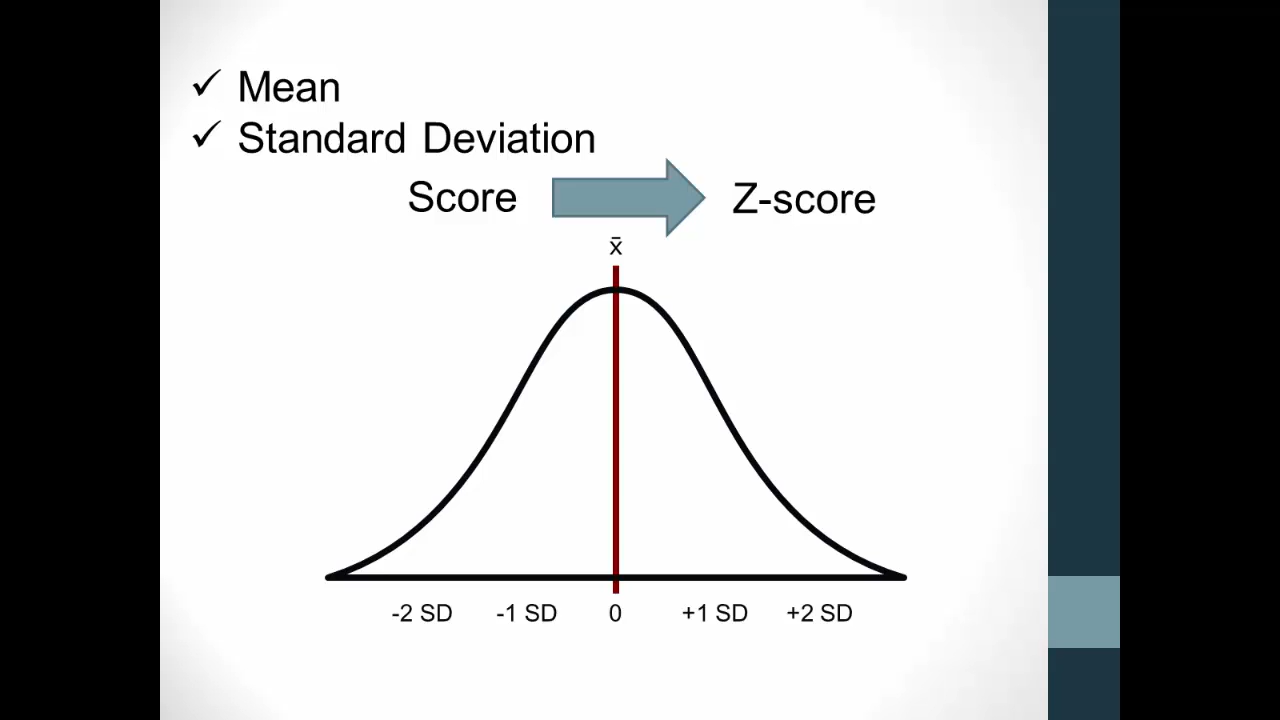 ✓ Mean
✓ Standard Deviation
Score Z-score
x̄
-2 SD -1 SD 0 +1 SD +2 SD